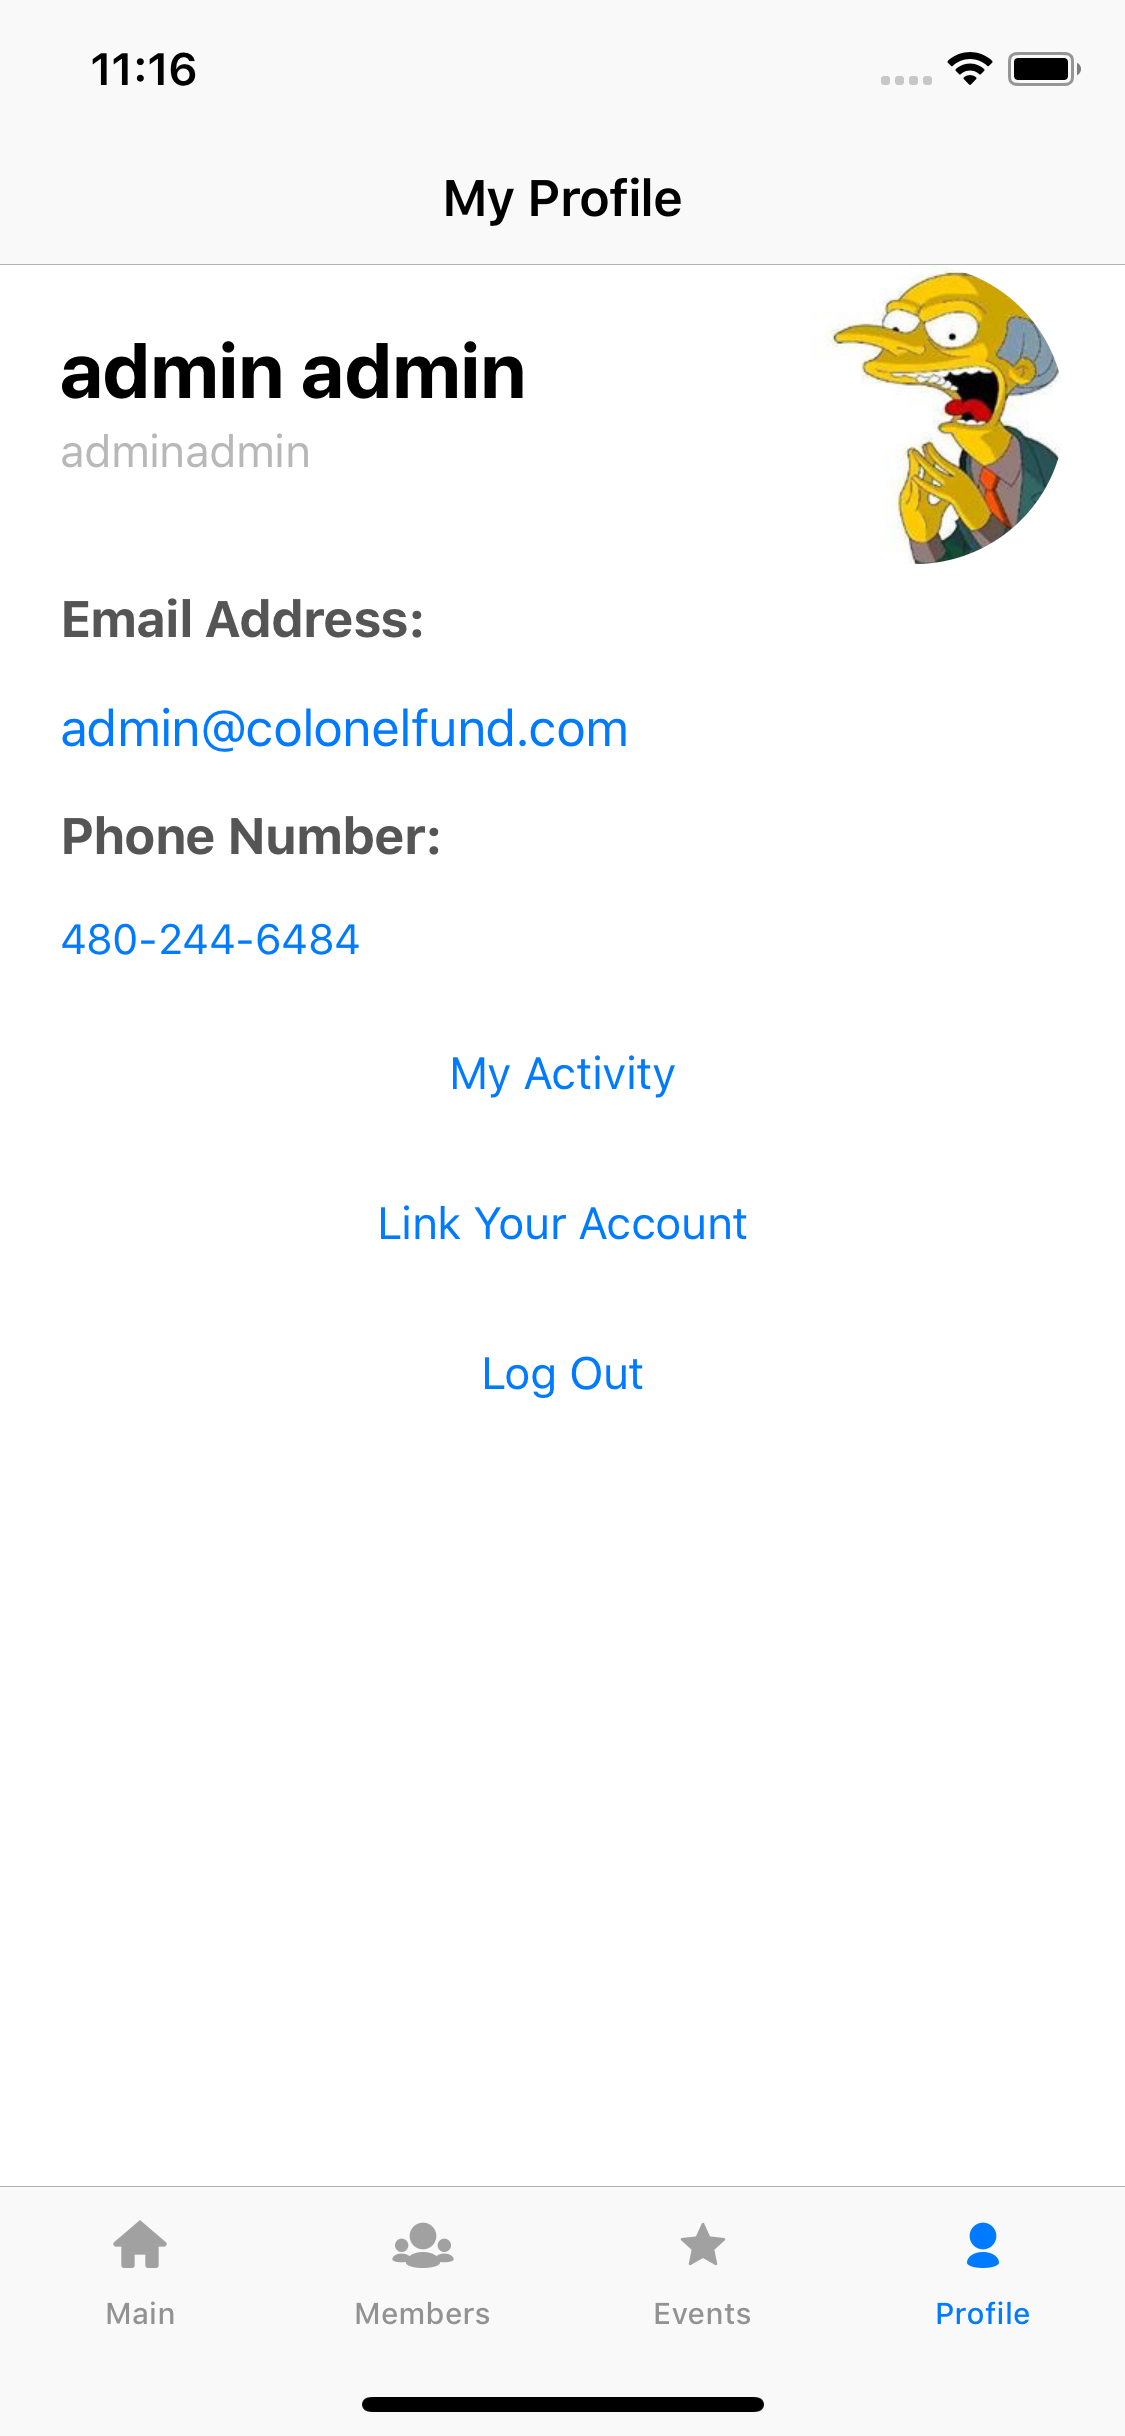 11:16
My Profile
admin admin
adminadmin
Email Address:
admin@colonelfund.com
Phone Number:
480-244-6484
My Activity
Link Your Account
Log Out
Main
Members
Events
Profile